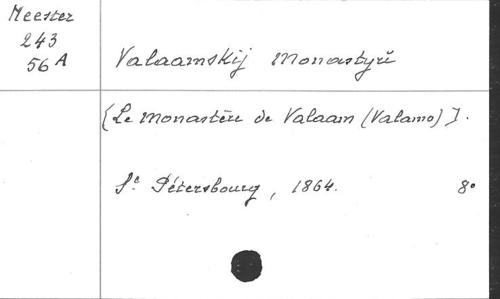 Meester
243
56 A
Valaamskij Monastyrĭ
[Le Monastère de Valaam (Valamo)].
St Pétersbourg, 1864. 8°